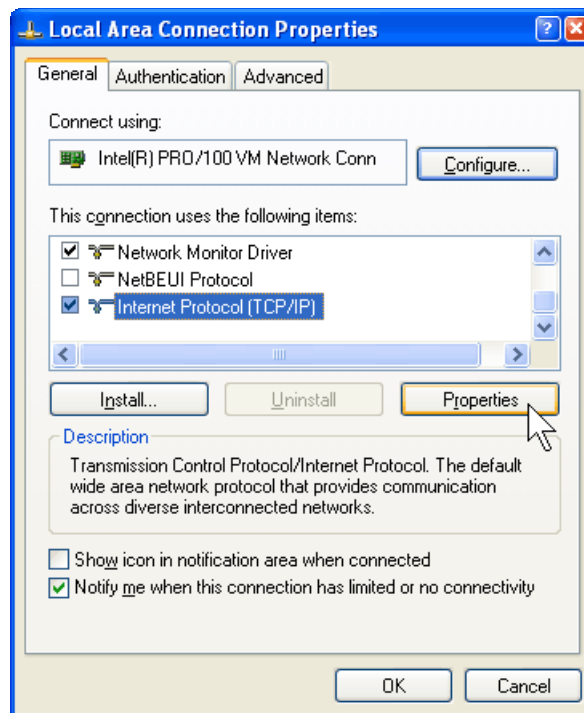 Local Area Connection Properties
General Authentication Advanced
Connect using:
Intel(R) PRO/100 VM Network Conn Configure...
This connection uses the following items:
Network Monitor Driver
NetBEUI Protocol
Internet Protocol (TCP/IP)
Install... Uninstall Properties
Description
Transmission Control Protocol/Internet Protocol. The default
wide area network protocol that provides communication
across diverse interconnected networks.
Show icon in notification area when connected
Notify me when this connection has limited or no connectivity
OK Cancel